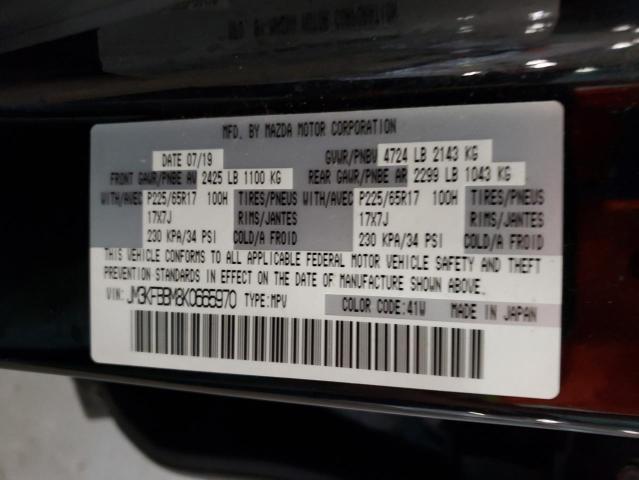 MFD. BY MAZDA MOTOR CORPORATION
DATE 07/19 GVWR/PNBV 4724 LB 2143 KG
FRONT GAWR/PNBE AV 2425 LB 1100 KG REAR GAWR/PNBE AR 2299 LB 1043 KG
WITH/AVEC P225/65R17 100H TIRES/PNEUS WITH/AVEC P225/65R17 100H TIRES/PNEUS
17X7J RIMS/JANTES 17X7J RIMS/JANTES
230 KPA/34 PSI COLD/A FROID 230 KPA/34 PSI COLD/A FROID
THIS VEHICLE CONFORMS TO ALL APPLICABLE FEDERAL MOTOR VEHICLE SAFETY AND THEFT
PREVENTION STANDARDS IN EFFECT ON THE DATE OF MANUFACTURE SHOWN ABOVE.
VIN: JM3KFBBM8K0665970 TYPE:MPV COLOR CODE:41W MADE IN JAPAN